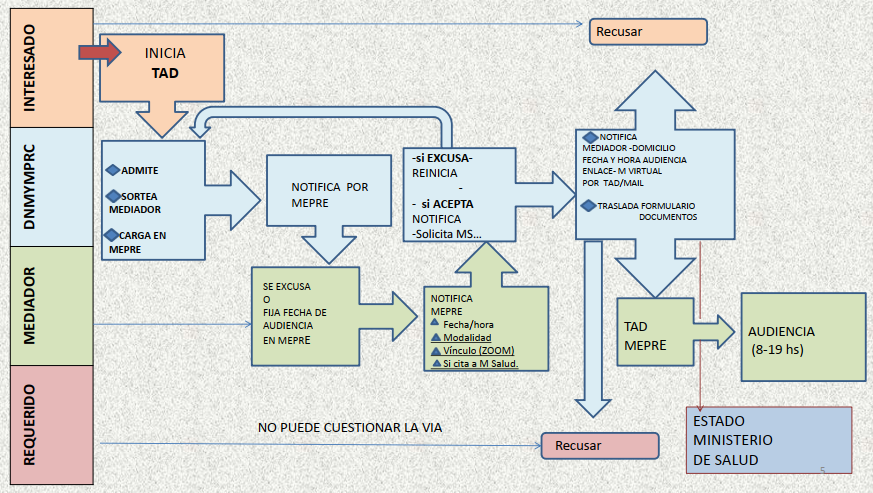 INTERESADO
INICIA
TAD
Recusar
DNMYMPRC
ADMITE
SORTEA
MEDIADOR
CARGA EN
MEPRE
NOTIFICA POR
MEPRE
-si EXCUSA-
REINICIA
-
- si ACEPTA
NOTIFICA
-Solicita MS...
NOTIFICA
MEDIADOR -DOMICILIO
FECHA Y HORA AUDIENCIA
ENLACE- M VIRTUAL
POR TAD/MAIL
TRASLADA FORMULARIO
DOCUMENTOS
MEDIADOR
SE EXCUSA
O
FIJA FECHA DE
AUDIENCIA
EN MEPRE
NOTIFICA
MEPRE
Fecha/hora
Modalidad
Vínculo (ZOOM)
Si cita a M Salud.
TAD
MEPRE
AUDIENCIA
(8-19 hs)
REQUERIDO
NO PUEDE CUESTIONAR LA VIA
Recusar
ESTADO
MINISTERIO
DE SALUD
5